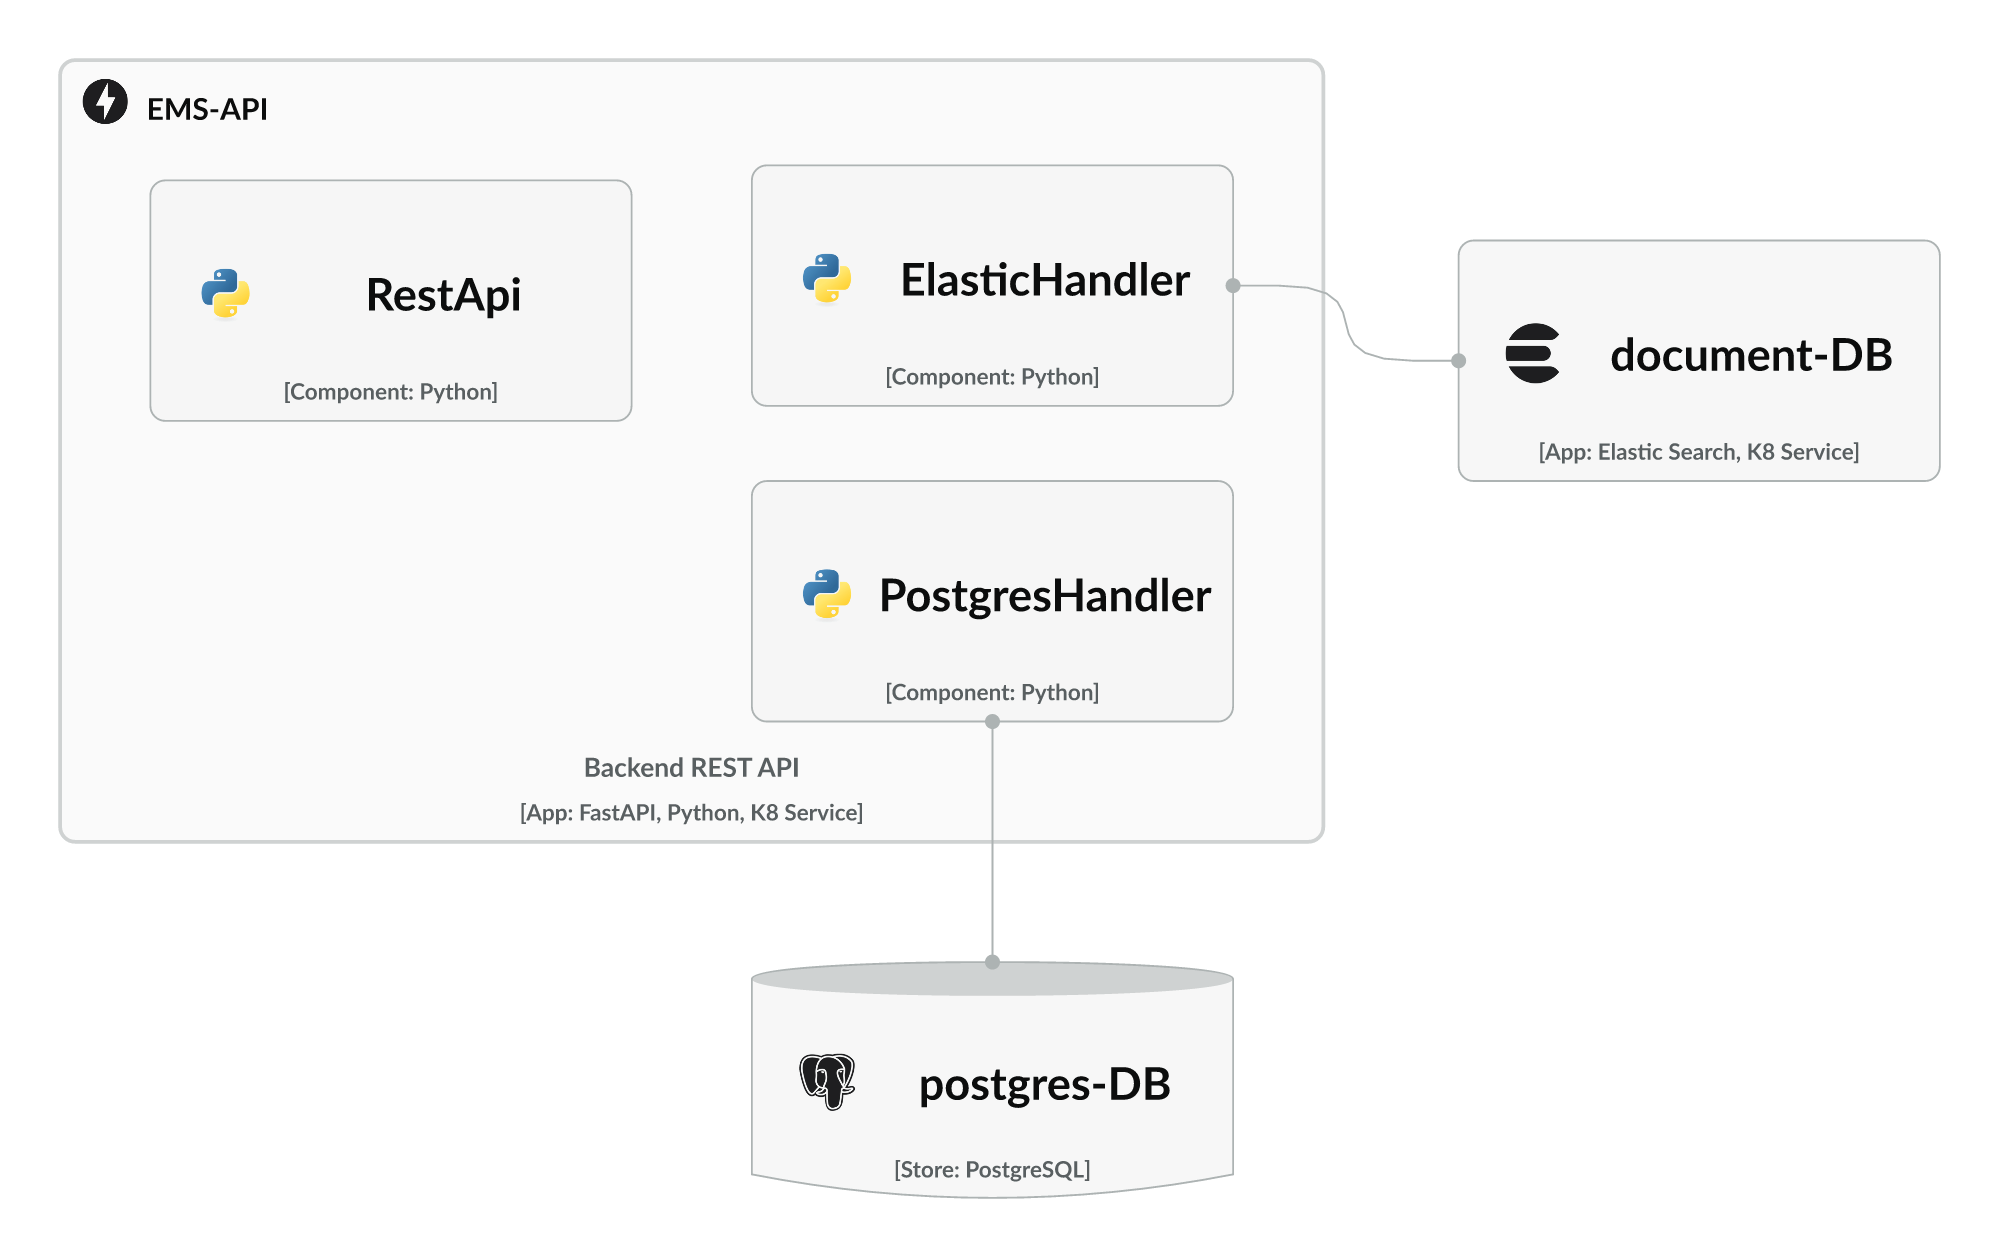 EMS-API
RestApi
[Component: Python]
ElasticHandler
[Component: Python]
document-DB
[App: Elastic Search, K8 Service]
PostgresHandler
[Component: Python]
Backend REST API
[App: FastAPI, Python, K8 Service]
postgres-DB
[Store: PostgreSQL]